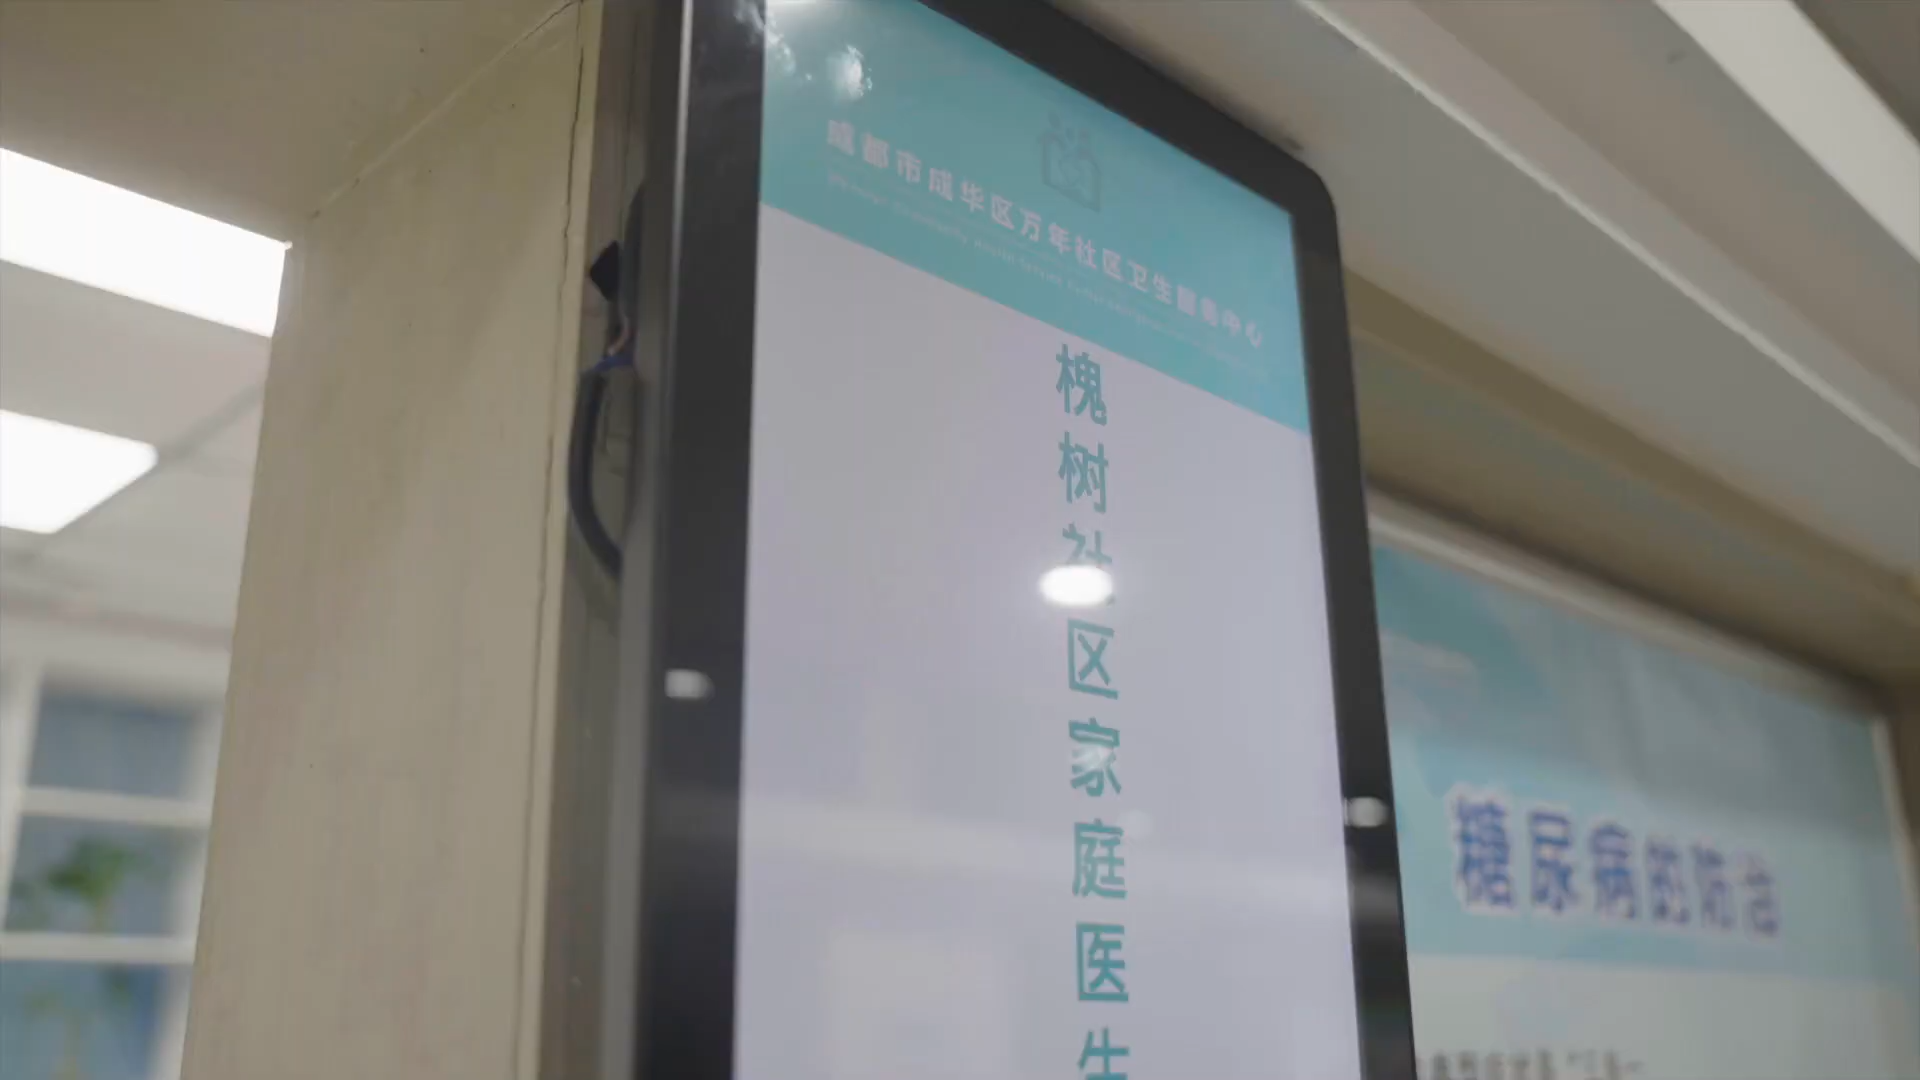 成都市成华区万年社区卫生服务中心
槐树社区家庭医生
糖尿病的防治